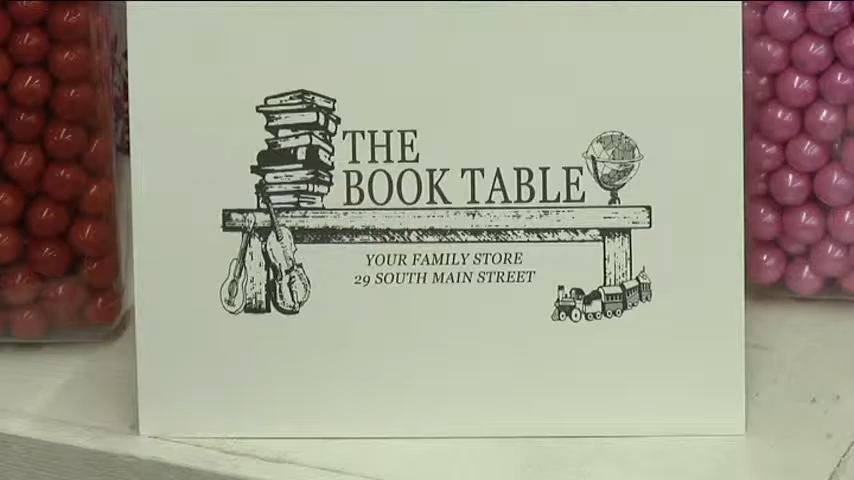 THE
BOOK TABLE
YOUR FAMILY STORE
29 SOUTH MAIN STREET